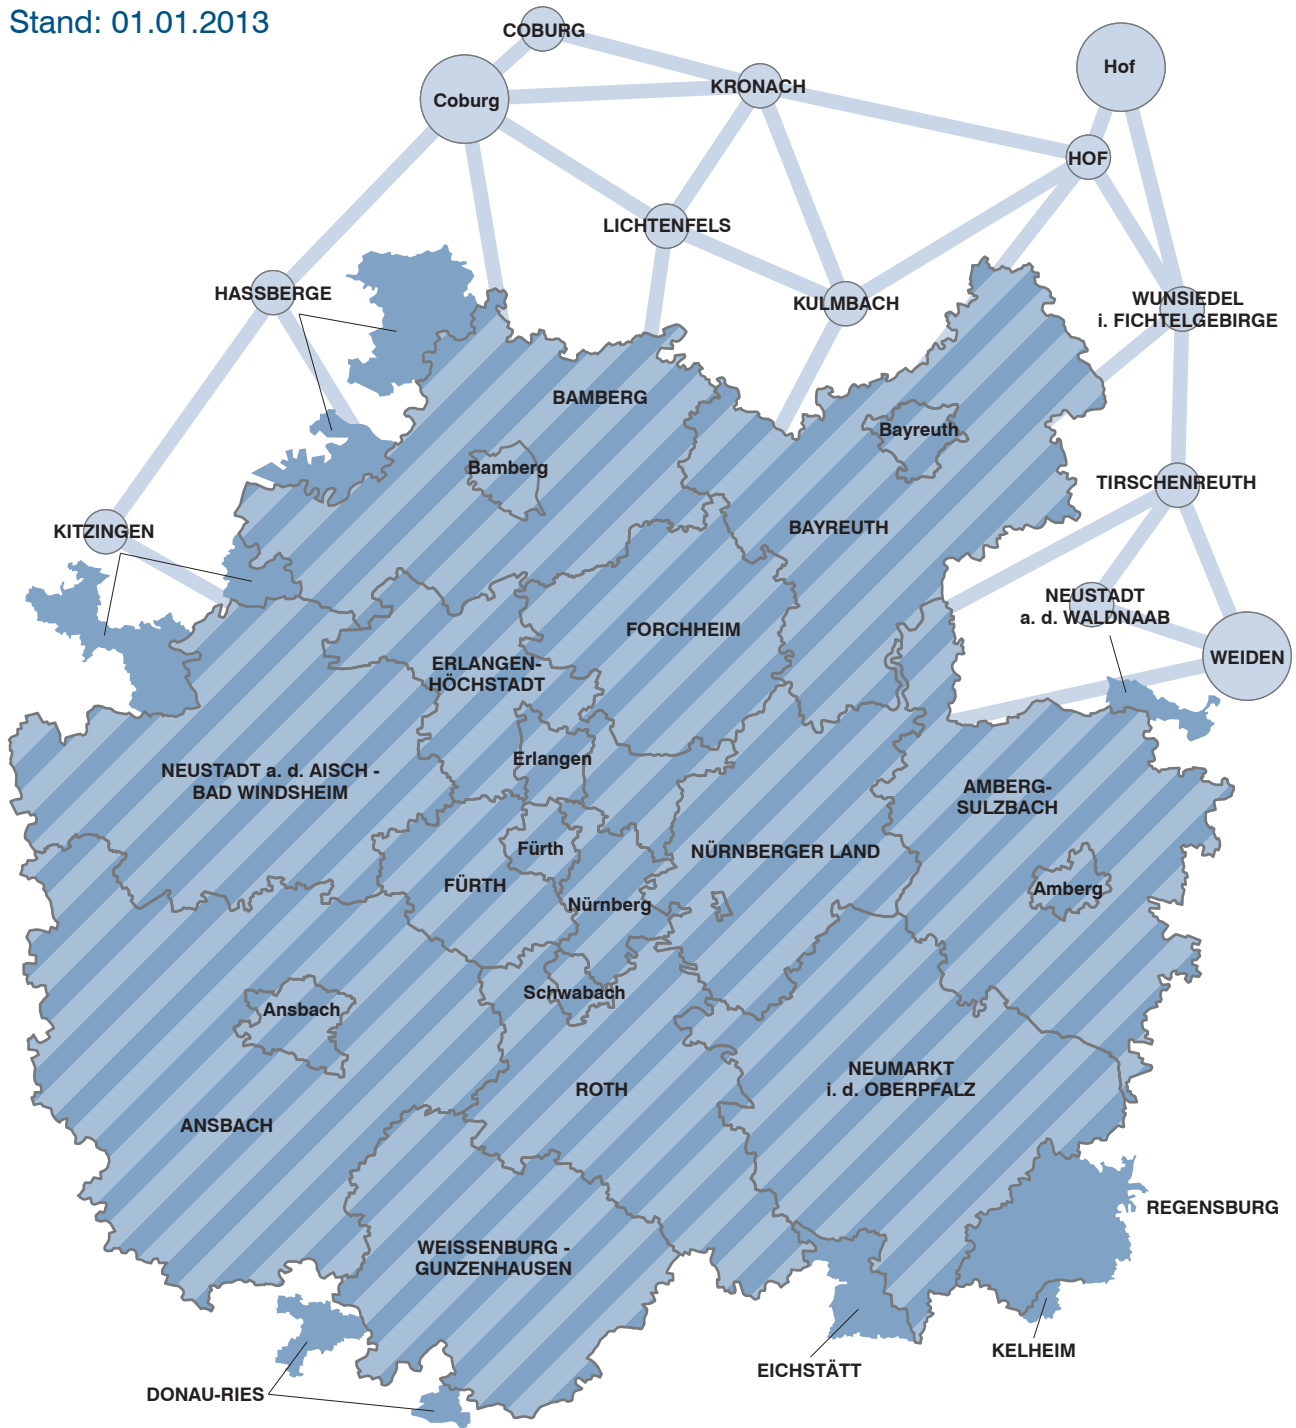 Stand: 01.01.2013
COBURG
Coburg
KRONACH
Hof
HOF
LICHTENFELS
HASSBERGE
KULMBACH
WUNSIEDEL
i. FICHTELGEBIRGE
BAMBERG
Bayreuth
Bamberg
TIRSCHENREUTH
BAYREUTH
KITZINGEN
NEUSTADT
a. d. WALDNAAB
FORCHHEIM
WEIDEN
ERLANGEN-
HÖCHSTADT
Erlangen
NEUSTADT a. d. AISCH -
BAD WINDSHEIM
AMBERG-
SULZBACH
Fürth
NÜRNBERGER LAND
FÜRTH
Amberg
Nürnberg
Schwabach
Ansbach
NEUMARKT
i. d. OBERPFALZ
ROTH
ANSBACH
REGENSBURG
WEISSENBURG -
GUNZENHAUSEN
KELHEIM
EICHSTÄTT
DONAU-RIES